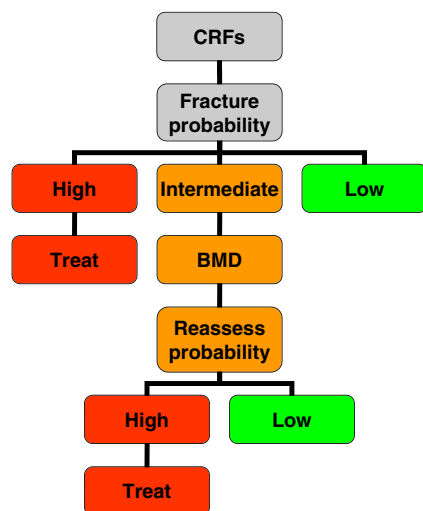 CRFs
Fracture
probability
High
Intermediate
Low
Treat
BMD
Reassess
probability
High
Low
Treat